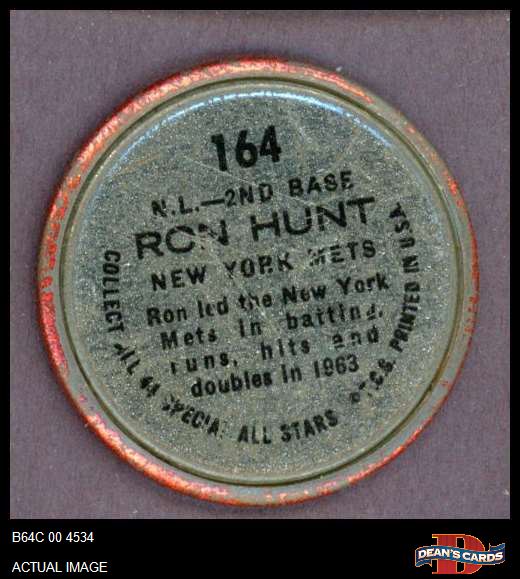 164
N.L.—2ND BASE
RON HUNT
NEW YORK METS
Ron led the New York
Mets in batting,
runs, hits and
doubles in 1963
COLLECT ALL 44 SPECIAL ALL STARS © T.C.G. PRINTED IN USA
B64C 00 4534
ACTUAL IMAGE
DEAN'S CARDS